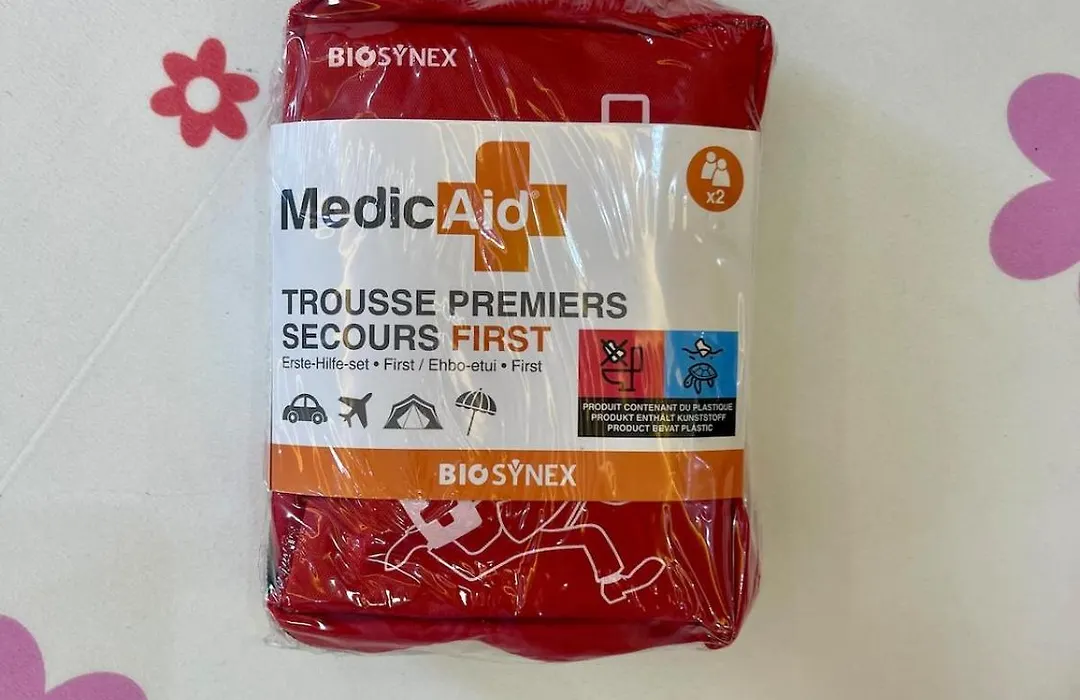 BIOSYNEX
MedicAid®
x2
TROUSSE PREMIERS
SECOURS FIRST
Erste-Hilfe-set • First / Ehbo-etui • First
PRODUIT CONTENANT DU PLASTIQUE
PRODUKT ENTHÄLT KUNSTSTOFF
PRODUCT BEVAT PLASTIC
BIOSYNEX